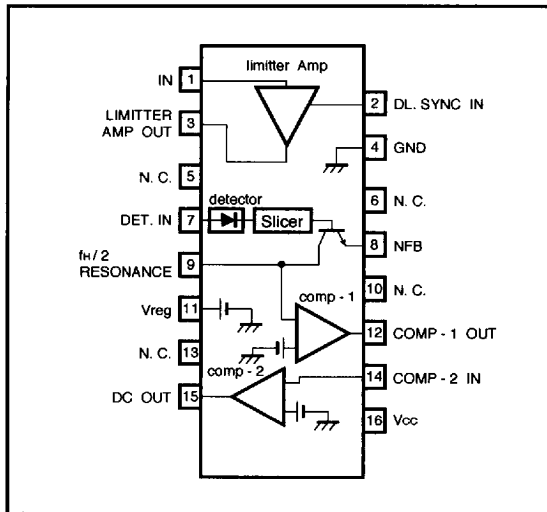 limitter Amp
IN 1
2 DL. SYNC IN
LIMITTER
AMP OUT 3
4 GND
N. C. 5
6 N. C.
detector
DET. IN 7
Slicer
8 NFB
fH/2
RESONANCE 9
10 N. C.
comp - 1
Vreg 11
12 COMP - 1 OUT
N. C. 13
comp - 2
14 COMP - 2 IN
DC OUT 15
16 Vcc